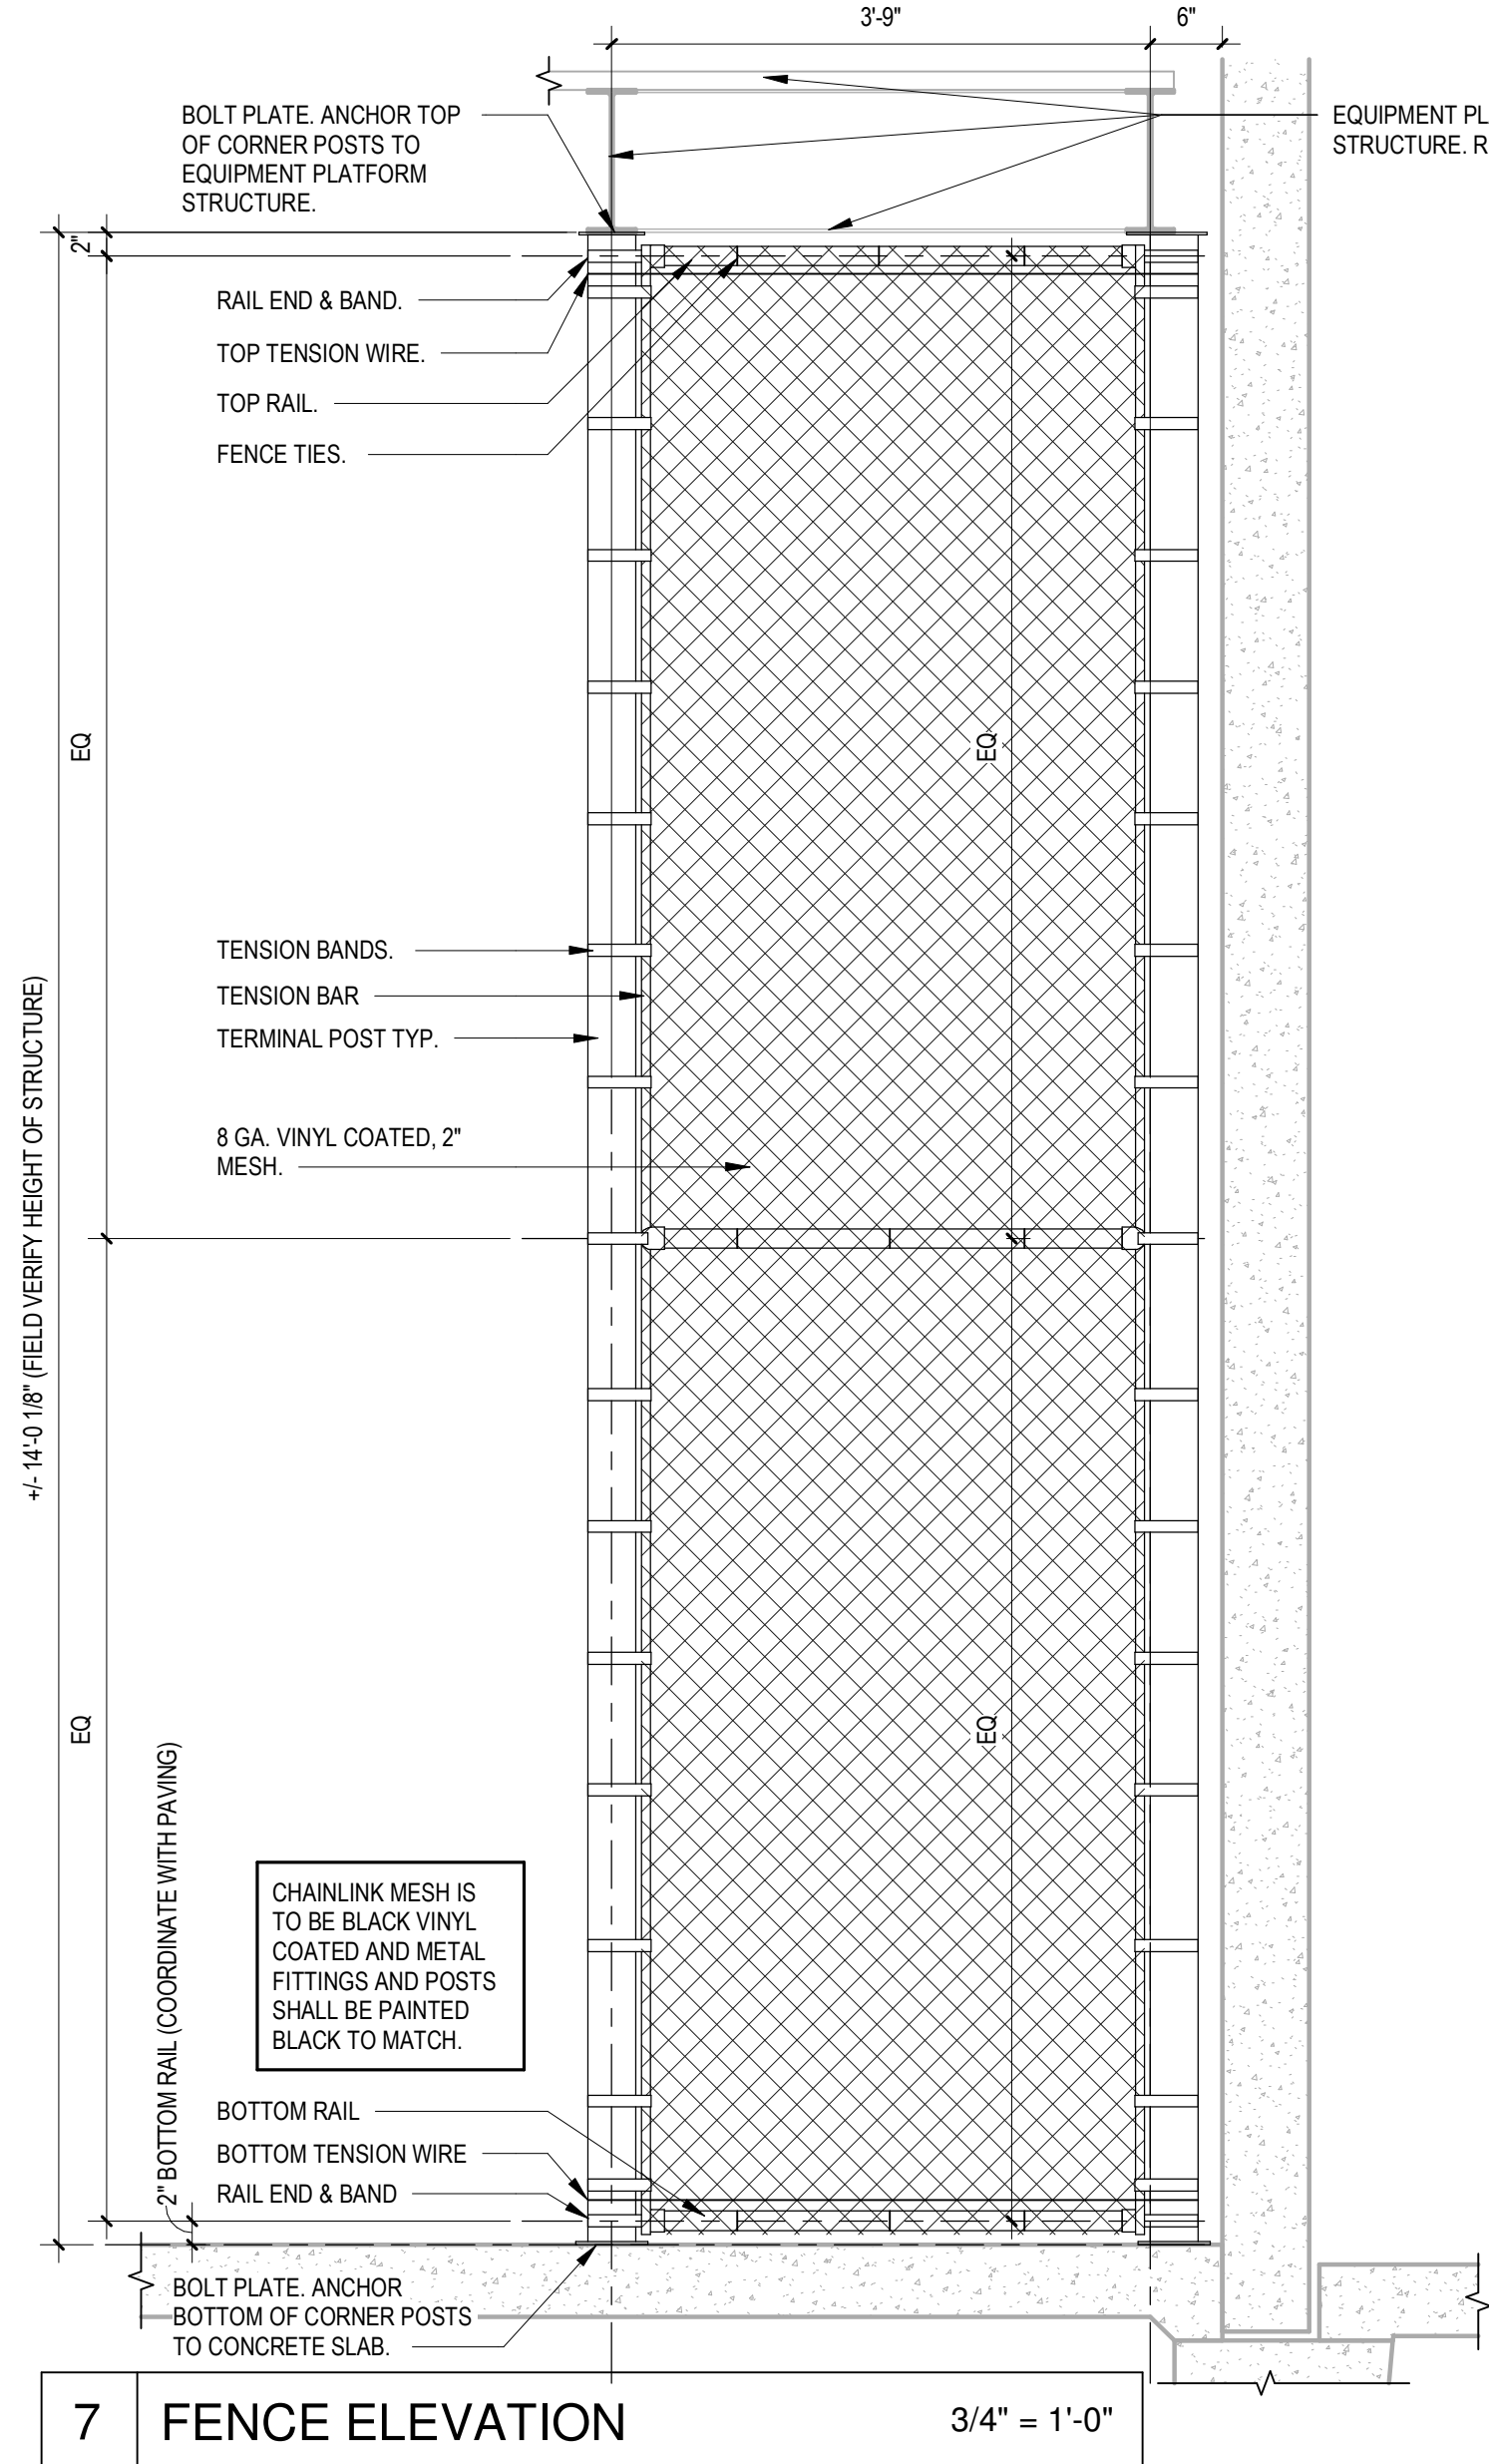 3'-9"
6"
BOLT PLATE. ANCHOR TOP
OF CORNER POSTS TO
EQUIPMENT PLATFORM
STRUCTURE.
EQUIPMENT PL
STRUCTURE. R
2"
RAIL END & BAND.
TOP TENSION WIRE.
TOP RAIL.
FENCE TIES.
EQ
EQ
TENSION BANDS.
TENSION BAR
TERMINAL POST TYP.
+/- 14'-0 1/8" (FIELD VERIFY HEIGHT OF STRUCTURE)
8 GA. VINYL COATED, 2"
MESH.
EQ
EQ
2" BOTTOM RAIL (COORDINATE WITH PAVING)
CHAINLINK MESH IS
TO BE BLACK VINYL
COATED AND METAL
FITTINGS AND POSTS
SHALL BE PAINTED
BLACK TO MATCH.
BOTTOM RAIL
BOTTOM TENSION WIRE
RAIL END & BAND
BOLT PLATE. ANCHOR
BOTTOM OF CORNER POSTS
TO CONCRETE SLAB.
7
FENCE ELEVATION
3/4" = 1'-0"